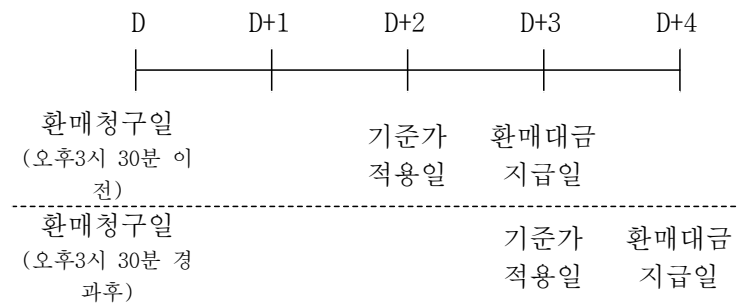 D D+1 D+2 D+3 D+4
환매청구일
(오후3시 30분 이
전)
기준가
적용일
환매대금
지급일
환매청구일
(오후3시 30분 경
과후)
기준가
적용일
환매대금
지급일